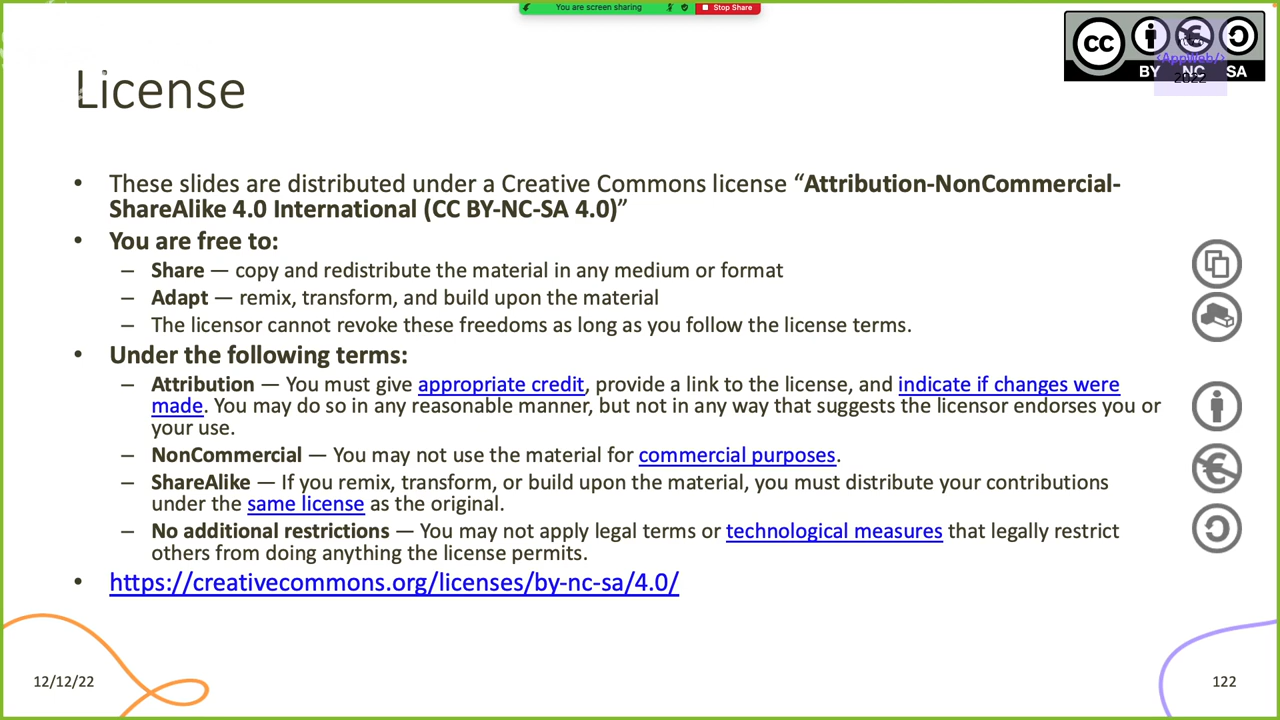 You are screen sharing
Stop Share
cc
BY NC SA
<AppWeb/>
2022
License
• These slides are distributed under a Creative Commons license “Attribution-NonCommercial-
ShareAlike 4.0 International (CC BY-NC-SA 4.0)”
• You are free to:
– Share — copy and redistribute the material in any medium or format
– Adapt — remix, transform, and build upon the material
– The licensor cannot revoke these freedoms as long as you follow the license terms.
• Under the following terms:
– Attribution — You must give appropriate credit, provide a link to the license, and indicate if changes were
made. You may do so in any reasonable manner, but not in any way that suggests the licensor endorses you or
your use.
– NonCommercial — You may not use the material for commercial purposes.
– ShareAlike — If you remix, transform, or build upon the material, you must distribute your contributions
under the same license as the original.
– No additional restrictions — You may not apply legal terms or technological measures that legally restrict
others from doing anything the license permits.
• https://creativecommons.org/licenses/by-nc-sa/4.0/
12/12/22
122